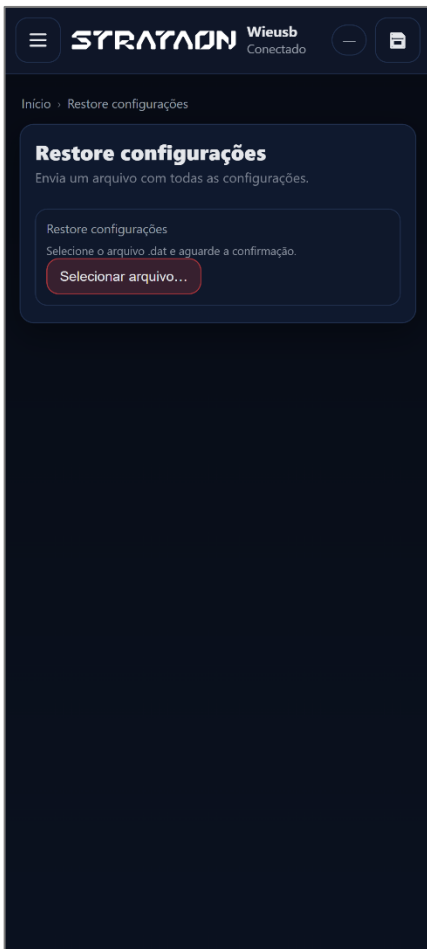 STRATAON
Wieusb
Conectado
—
Início › Restore configurações
Restore configurações
Envia um arquivo com todas as configurações.
Restore configurações
Selecione o arquivo .dat e aguarde a confirmação.
Selecionar arquivo...